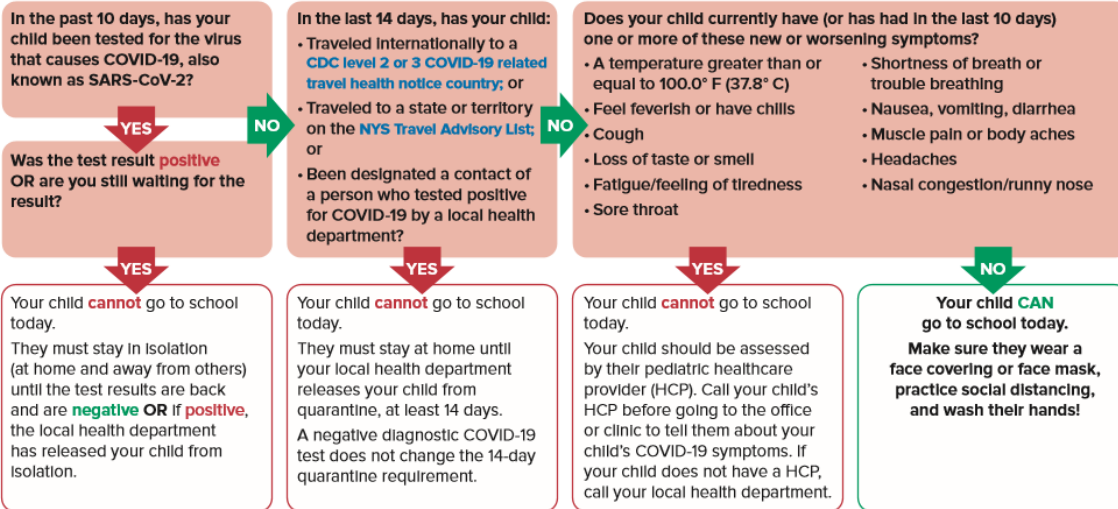 In the past 10 days, has your
child been tested for the virus
that causes COVID-19, also
known as SARS-CoV-2?
YES
NO
Was the test result positive
OR are you still waiting for the
result?
YES
Your child cannot go to school
today.
They must stay in isolation
(at home and away from others)
until the test results are back
and are negative OR if positive,
the local health department
has released your child from
isolation.
In the last 14 days, has your child:
• Traveled internationally to a
CDC level 2 or 3 COVID-19 related
travel health notice country; or
• Traveled to a state or territory
on the NYS Travel Advisory List;
or
• Been designated a contact of
a person who tested positive
for COVID-19 by a local health
department?
NO
YES
Your child cannot go to school
today.
They must stay at home until
your local health department
releases your child from
quarantine, at least 14 days.
A negative diagnostic COVID-19
test does not change the 14-day
quarantine requirement.
Does your child currently have (or has had in the last 10 days)
one or more of these new or worsening symptoms?
• A temperature greater than or
equal to 100.0° F (37.8° C)
• Feel feverish or have chills
• Cough
• Loss of taste or smell
• Fatigue/feeling of tiredness
• Sore throat
• Shortness of breath or
trouble breathing
• Nausea, vomiting, diarrhea
• Muscle pain or body aches
• Headaches
• Nasal congestion/runny nose
YES
Your child cannot go to school
today.
Your child should be assessed
by their pediatric healthcare
provider (HCP). Call your child's
HCP before going to the office
or clinic to tell them about your
child's COVID-19 symptoms. If
your child does not have a HCP,
call your local health department.
NO
Your child CAN
go to school today.
Make sure they wear a
face covering or face mask,
practice social distancing,
and wash their hands!